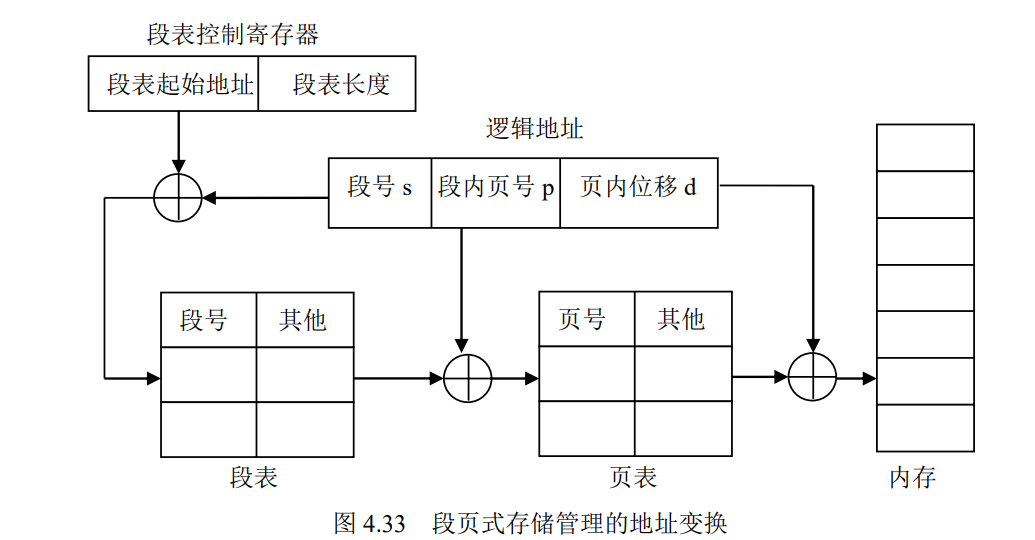 段表控制寄存器
段表起始地址 段表长度
逻辑地址
段号 s 段内页号 p 页内位移 d
段号 其他
页号 其他
段表
页表
内存
图 4.33 段页式存储管理的地址变换